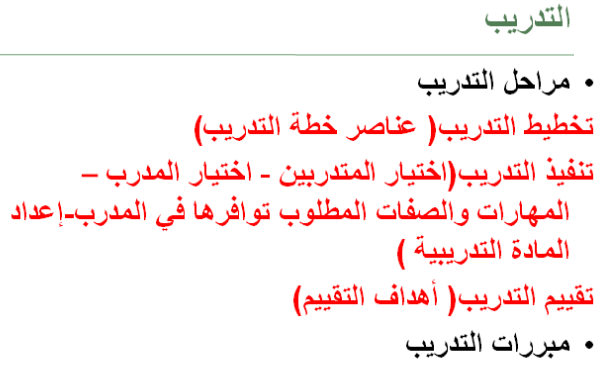 التدريب
• مراحل التدريب
تخطيط التدريب( عناصر خطة التدريب)
تنفيذ التدريب(اختيار المتدربين - اختيار المدرب –
المهارات والصفات المطلوب توافرها في المدرب-إعداد
المادة التدريبية )
تقييم التدريب( أهداف التقييم)
• مبررات التدريب